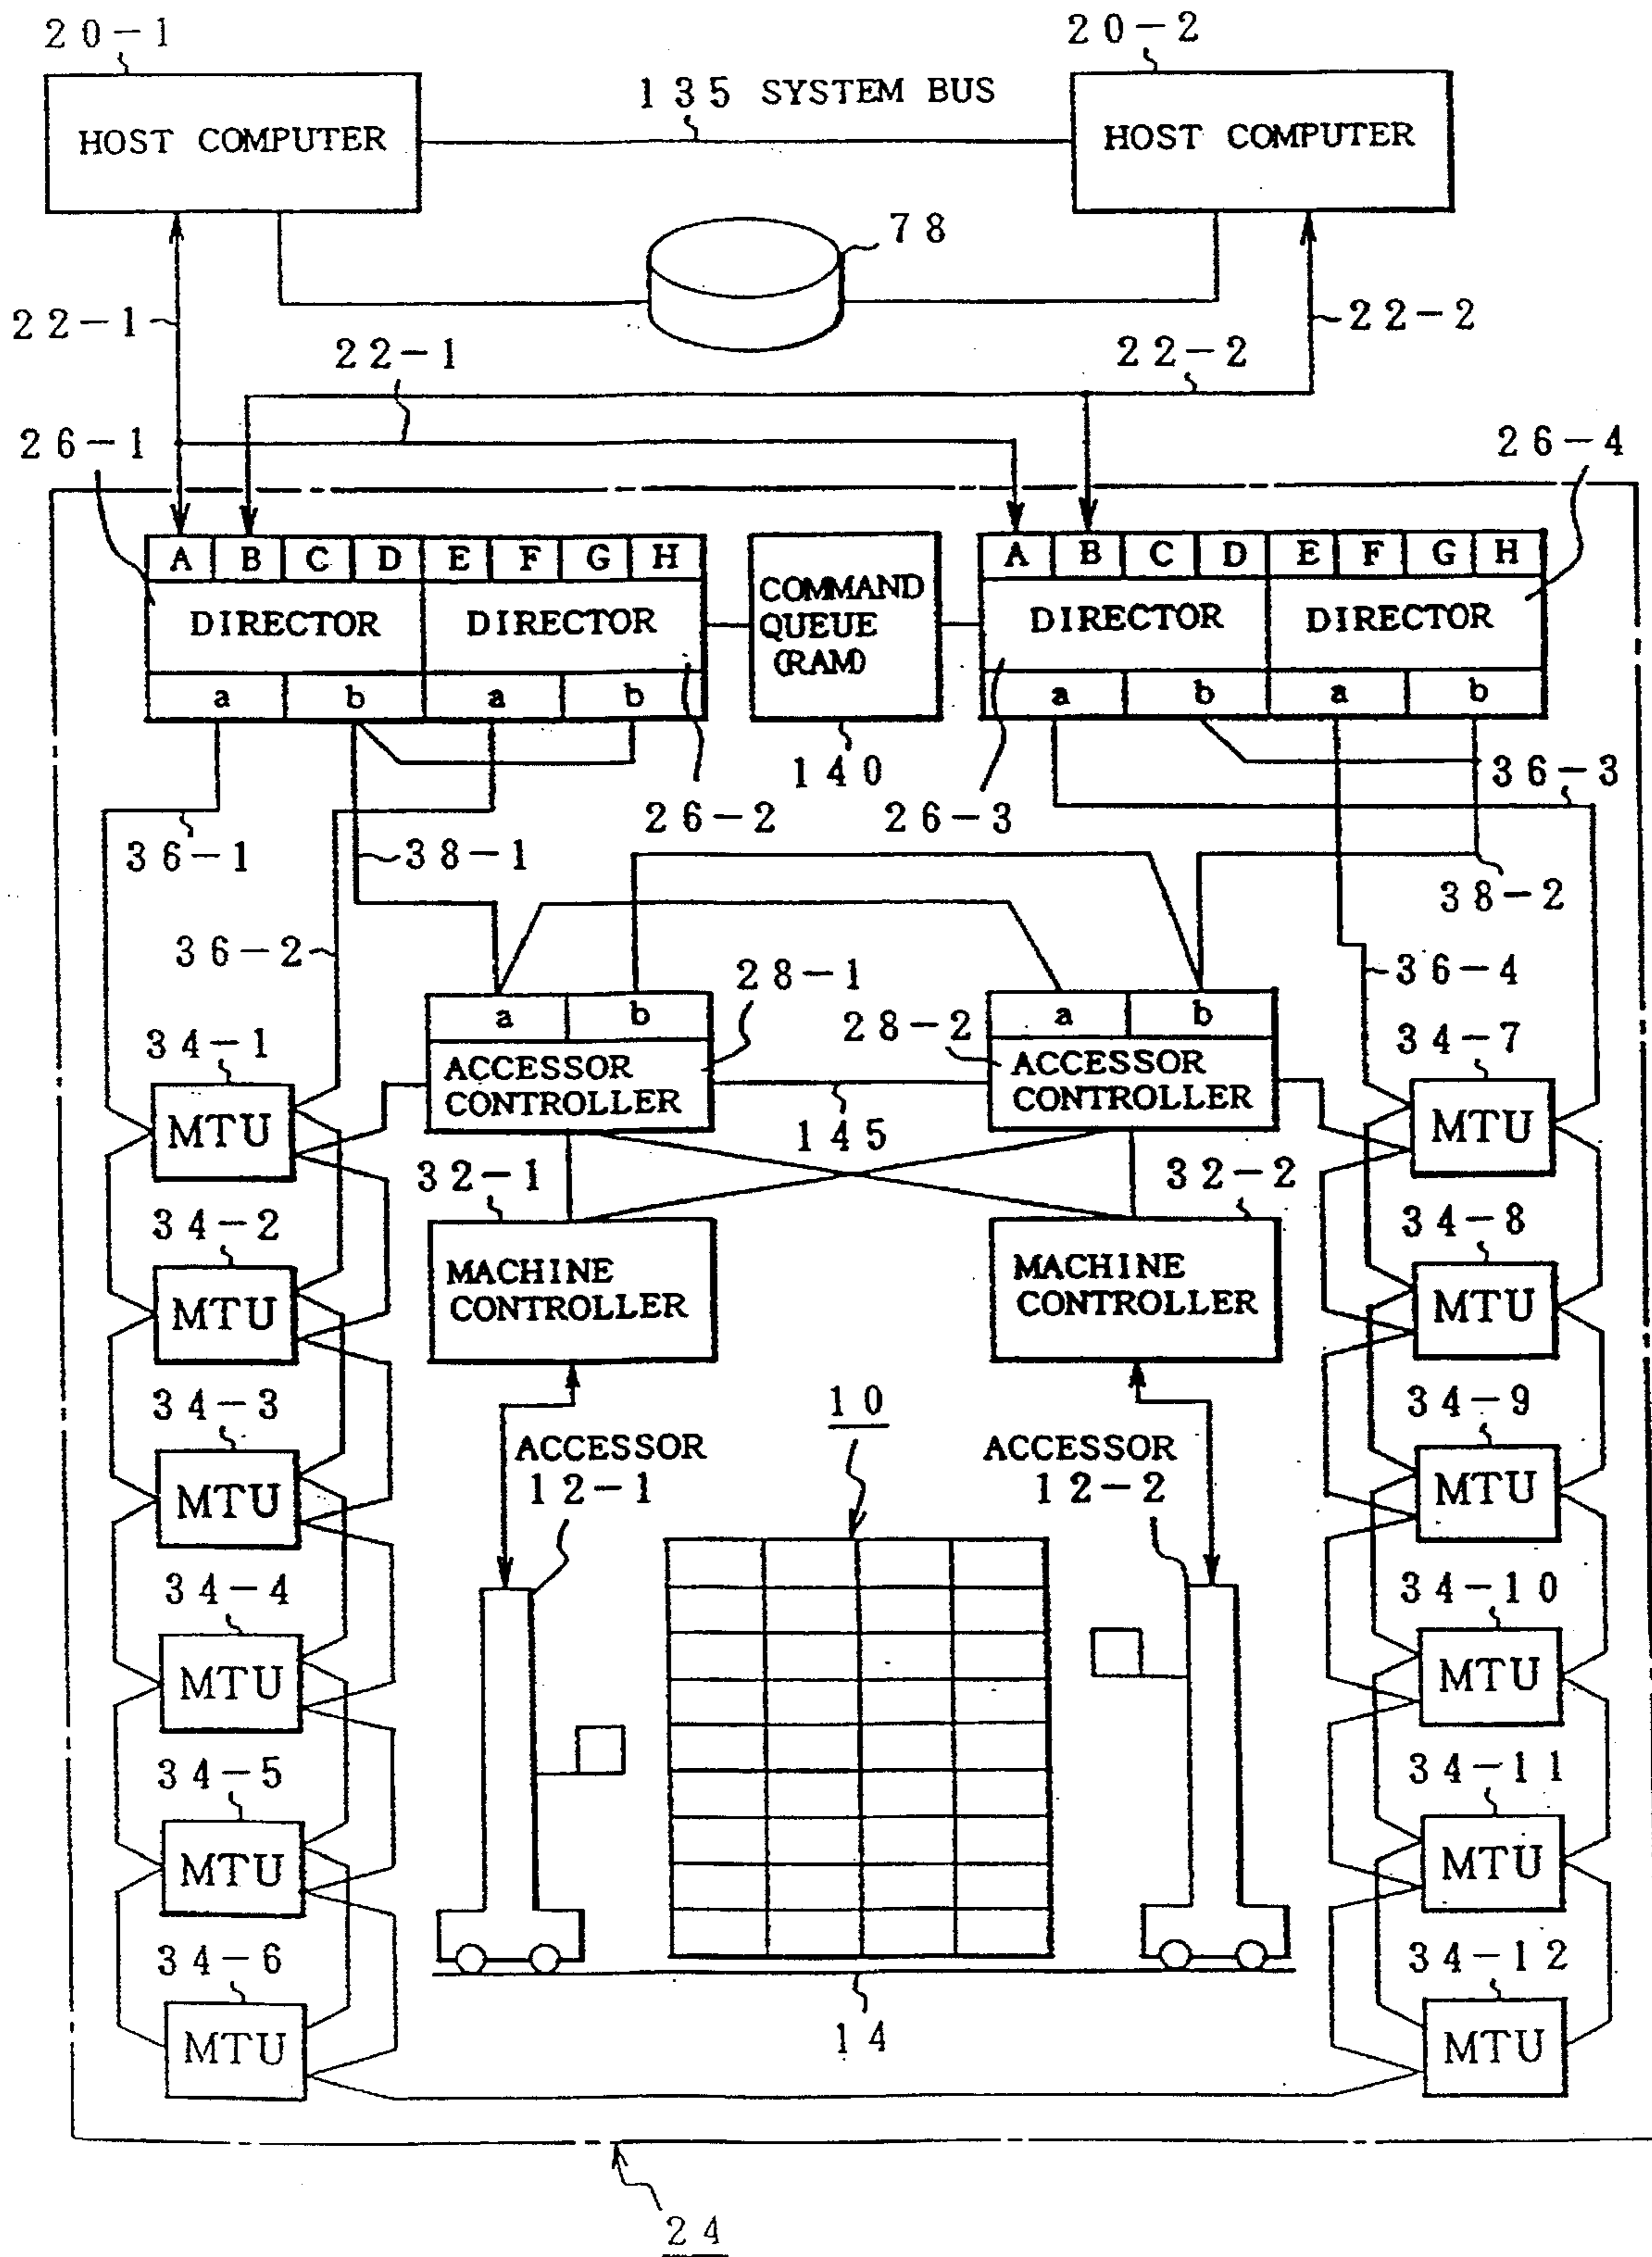 20-1
20-2
135 SYSTEM BUS
HOST COMPUTER
HOST COMPUTER
78
22-1
22-2
22-1
22-2
26-1
26-4
A B C D E F G H
A B C D E F G H
DIRECTOR
DIRECTOR
COMMAND
QUEUE
(RAM)
DIRECTOR
DIRECTOR
a b a b
a b a b
140
36-3
26-2
26-3
36-1
38-1
38-2
36-2
36-4
28-1
a b
28-2
a b
34-1
34-7
ACCESSOR
CONTROLLER
ACCESSOR
CONTROLLER
MTU
MTU
145
32-1
32-2
34-2
34-8
MTU
MTU
MACHINE
CONTROLLER
MACHINE
CONTROLLER
34-3
34-9
10
ACCESSOR
12-1
ACCESSOR
12-2
MTU
MTU
34-4
34-10
MTU
MTU
34-5
34-11
MTU
MTU
34-6
34-12
14
MTU
MTU
24